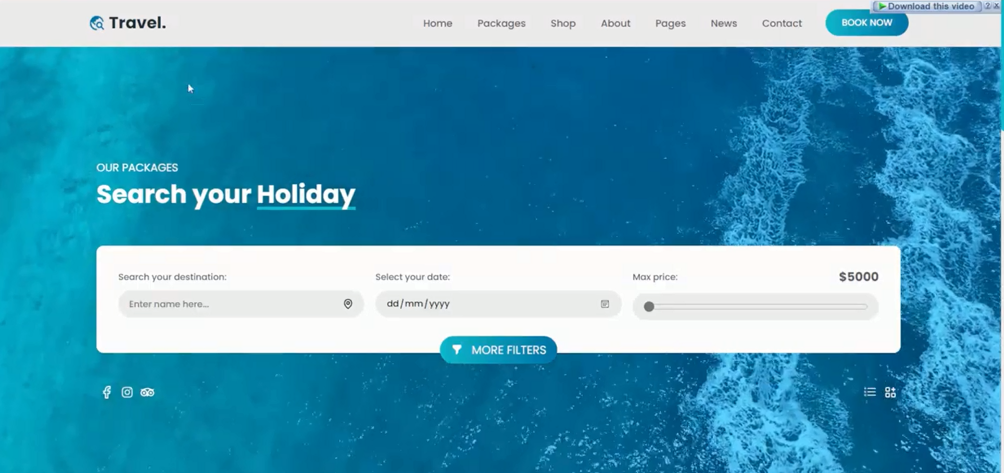 Download this video ? X
Travel.
Home Packages Shop About Pages News Contact BOOK NOW
OUR PACKAGES
Search your Holiday
Search your destination: Select your date: Max price: $5000
Enter name here... dd/mm/yyyy
MORE FILTERS